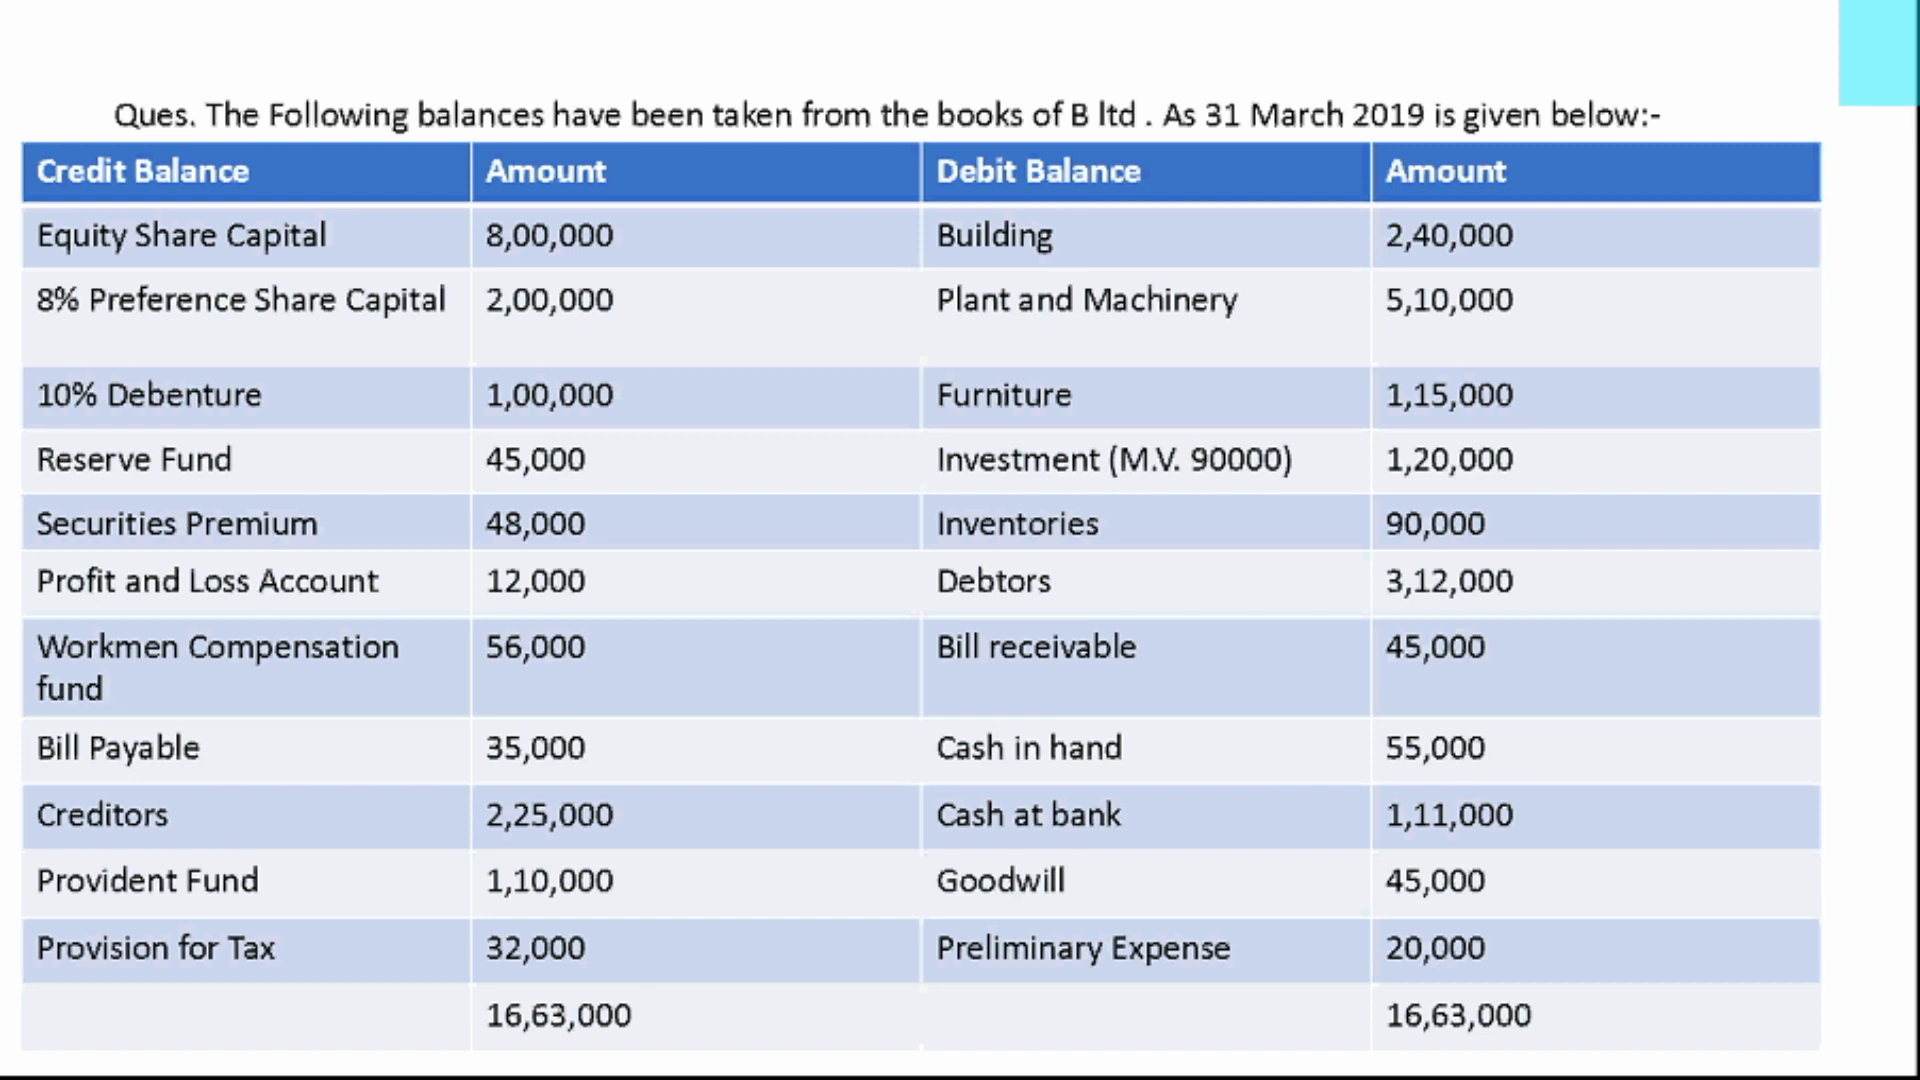 Ques. The Following balances have been taken from the books of B ltd . As 31 March 2019 is given below:-
Credit Balance Amount Debit Balance Amount
Equity Share Capital 8,00,000 Building 2,40,000
8% Preference Share Capital 2,00,000 Plant and Machinery 5,10,000
10% Debenture 1,00,000 Furniture 1,15,000
Reserve Fund 45,000 Investment (M.V. 90000) 1,20,000
Securities Premium 48,000 Inventories 90,000
Profit and Loss Account 12,000 Debtors 3,12,000
Workmen Compensation 56,000 Bill receivable 45,000
fund
Bill Payable 35,000 Cash in hand 55,000
Creditors 2,25,000 Cash at bank 1,11,000
Provident Fund 1,10,000 Goodwill 45,000
Provision for Tax 32,000 Preliminary Expense 20,000
16,63,000 16,63,000